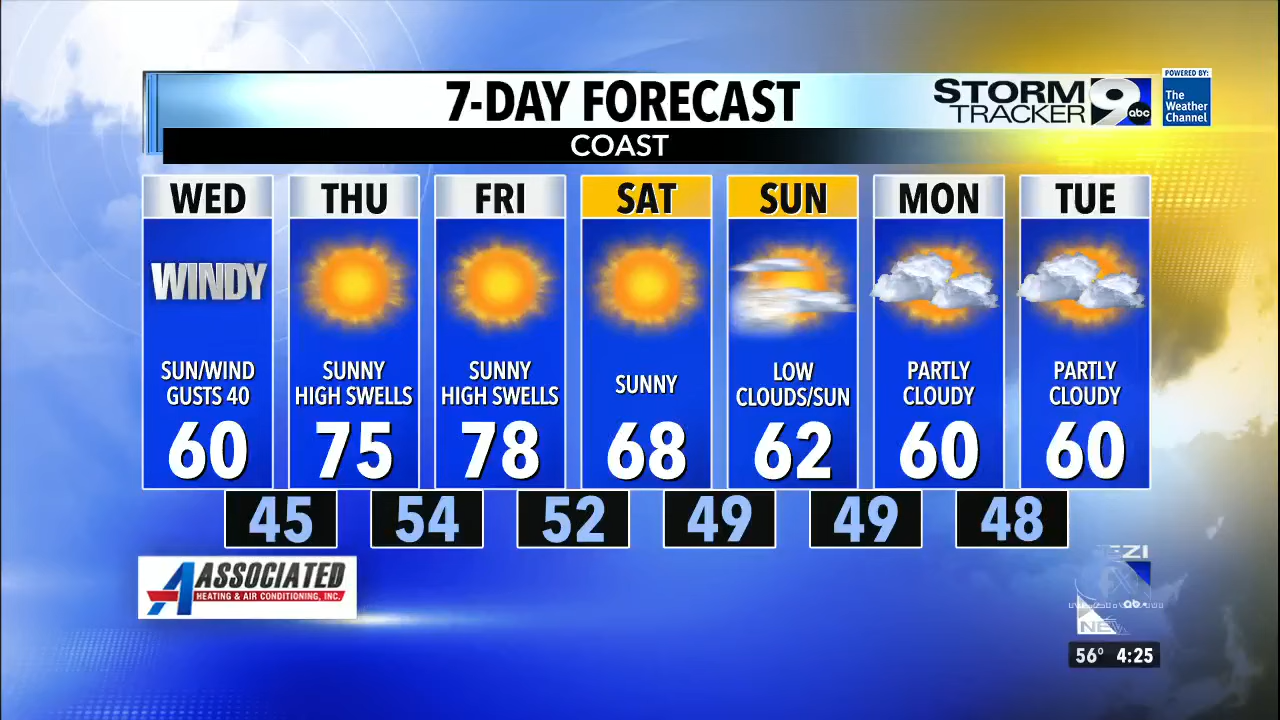 7-DAY FORECAST
STORM
TRACKER
9
abc
POWERED BY:
The
Weather
Channel
COAST
WED
THU
FRI
SAT
SUN
MON
TUE
WINDY
SUN/WIND
GUSTS 40
SUNNY
HIGH SWELLS
SUNNY
HIGH SWELLS
SUNNY
LOW
CLOUDS/SUN
PARTLY
CLOUDY
PARTLY
CLOUDY
60
75
78
68
62
60
60
45
54
52
49
49
48
A ASSOCIATED
HEATING & AIR CONDITIONING, INC.
56° 4:25